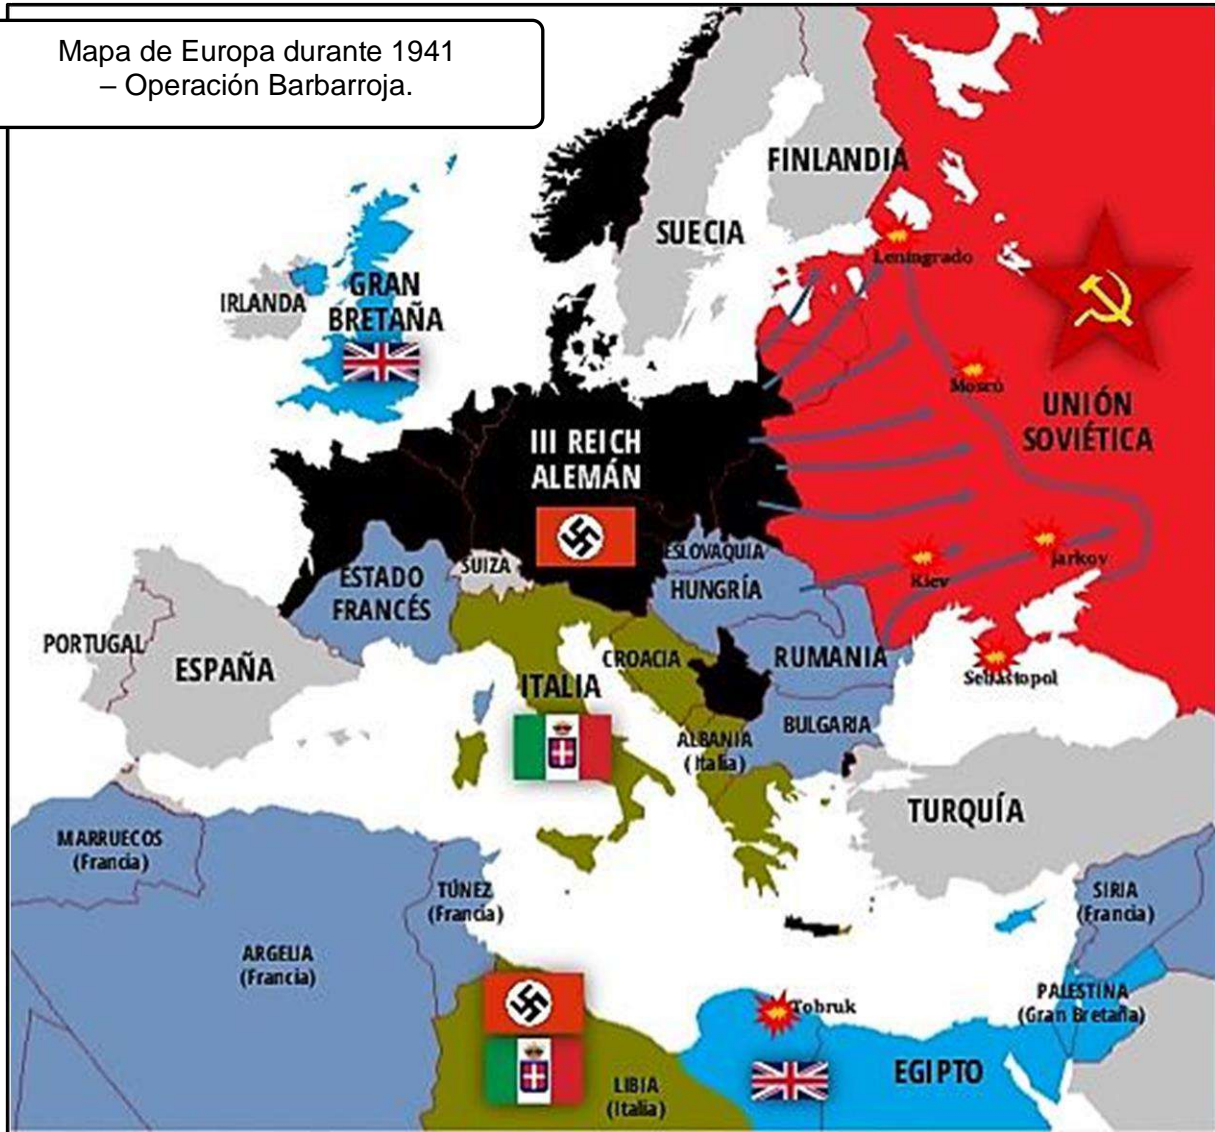 Mapa de Europa durante 1941
– Operación Barbarroja.
FINLANDIA
SUECIA
Leningrado
IRLANDA
GRAN
BRETAÑA
Moscú
UNIÓN
SOVIÉTICA
III REICH
ALEMÁN
ESLOVAQUIA
Jarkov
SUIZA
ESTADO
FRANCÉS
HUNGRÍA
Kiev
PORTUGAL
ESPAÑA
CROACIA
RUMANIA
ITALIA
Sebastopol
ALBANIA
(Italia)
BULGARIA
TURQUÍA
MARRUECOS
(Francia)
TÚNEZ
(Francia)
SIRIA
(Francia)
ARGELIA
(Francia)
PALESTINA
(Gran Bretaña)
Tobruk
EGIPTO
LIBIA
(Italia)